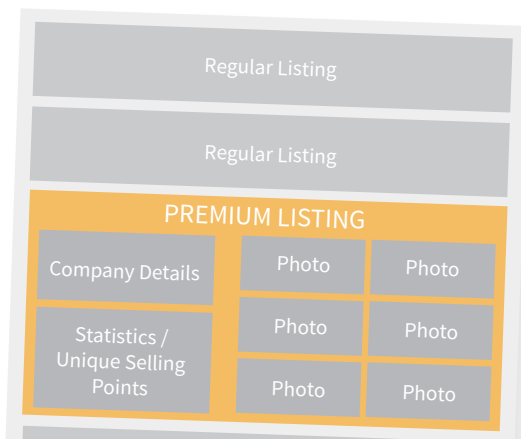 Regular Listing
Regular Listing
PREMIUM LISTING
Company Details
Statistics /
Unique Selling
Points
Photo
Photo
Photo
Photo
Photo
Photo